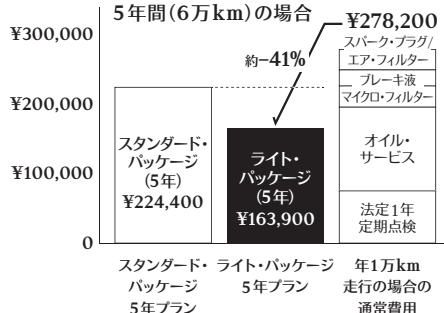 5年間(6万km)の場合
¥278,200
¥300,000
スパーク・プラグ/
エア・フィルター
約-41%
ブレーキ液
マイクロ・フィルター
¥200,000
スタンダード・
パッケージ
(5年)
¥224,400
ライト・
パッケージ
(5年)
¥163,900
オイル・
サービス
¥100,000
法定1年
定期点検
0
スタンダード・
パッケージ
5年プラン
ライト・パッケージ
5年プラン
年1万km
走行の場合の
通常費用